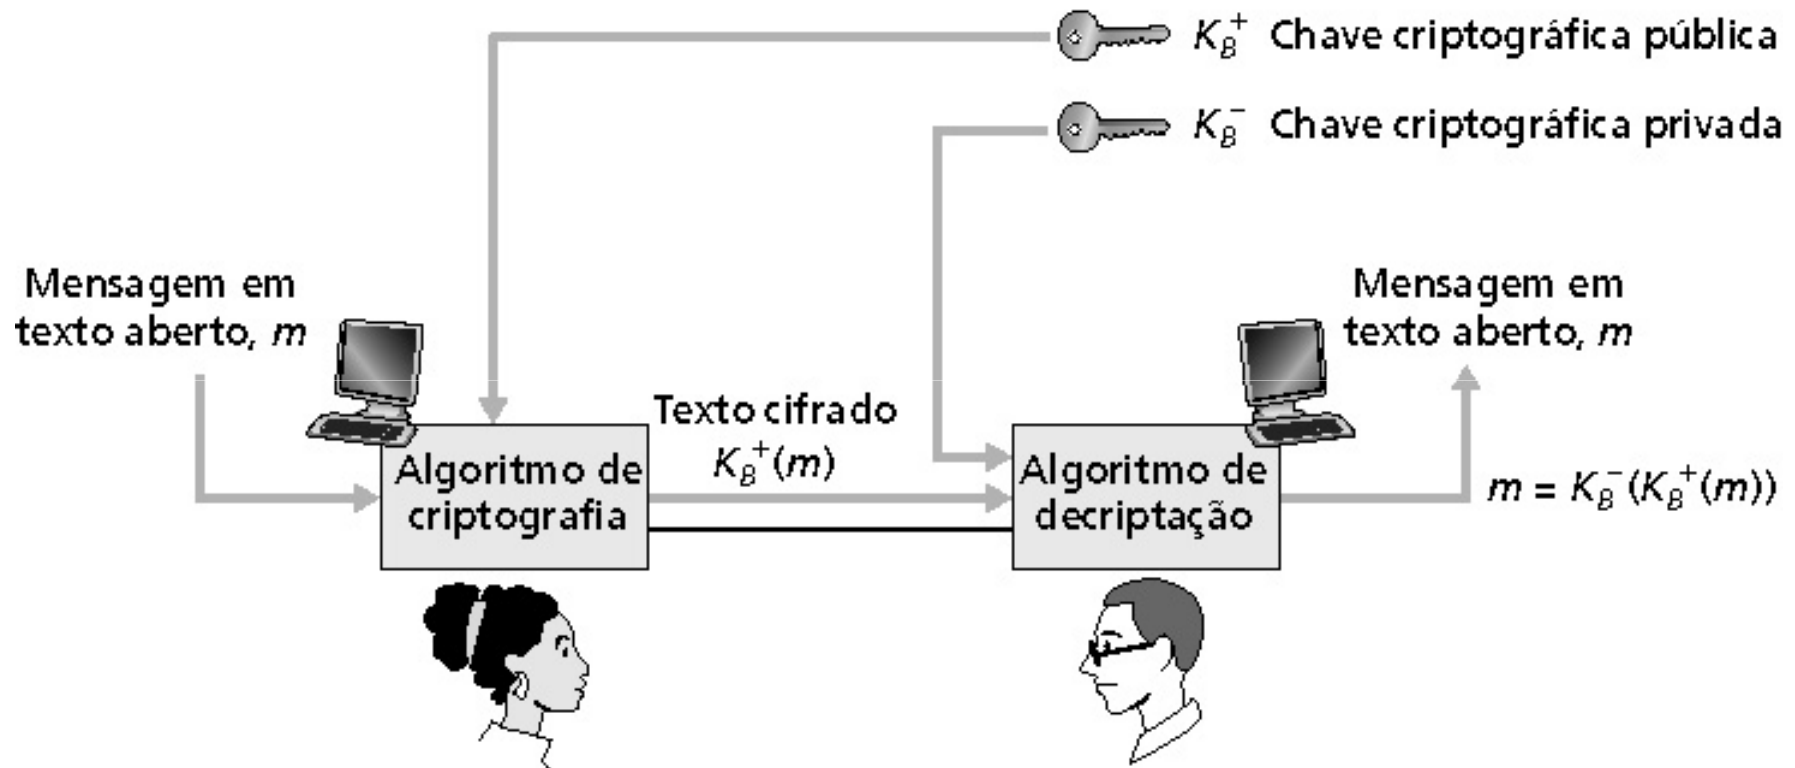 K_B^+ Chave criptográfica pública
K_B^- Chave criptográfica privada
Mensagem em
texto aberto, m
Mensagem em
texto aberto, m
Texto cifrado
K_B^+(m)
Algoritmo de
criptografia
Algoritmo de
decriptação
m = K_B^-(K_B^+(m))